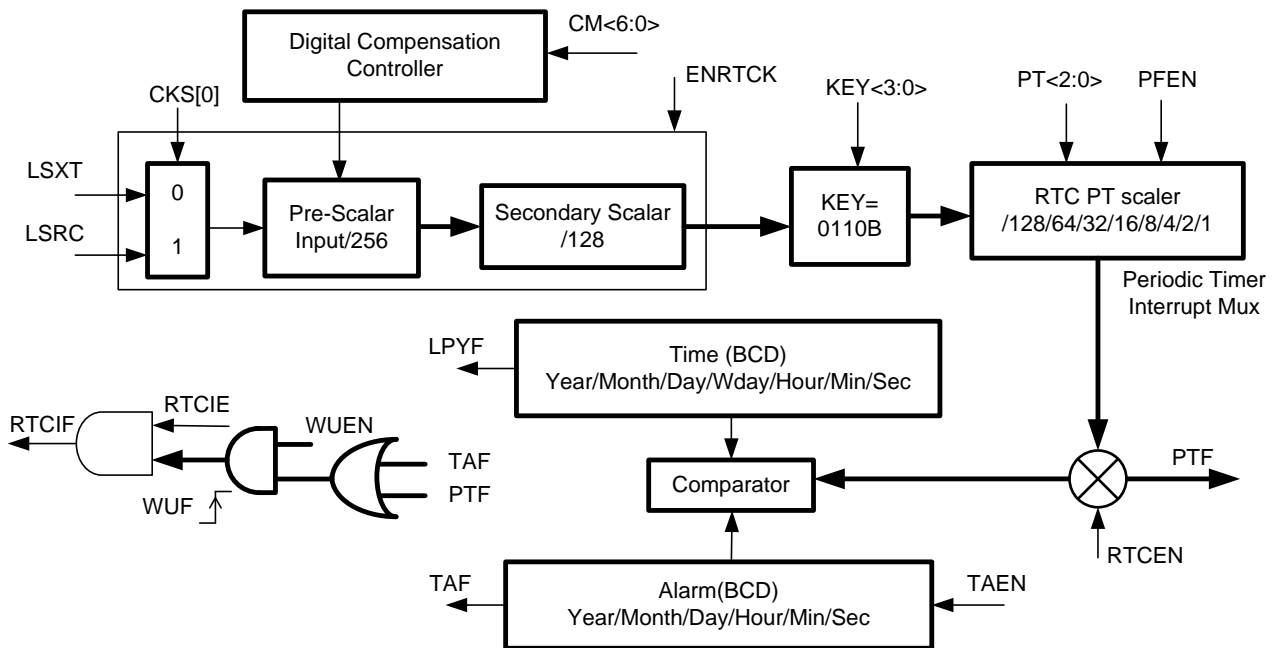 Digital Compensation
Controller
CM<6:0>
CKS[0]
ENRTCK
KEY<3:0>
PT<2:0>
PFEN
LSXT
LSRC
0
1
Pre-Scalar
Input/256
Secondary Scalar
/128
KEY=
0110B
RTC PT scaler
/128/64/32/16/8/4/2/1
Periodic Timer
Interrupt Mux
LPYF
Time (BCD)
Year/Month/Day/Wday/Hour/Min/Sec
RTCIF
RTCIE
WUEN
TAF
PTF
WUF
Comparator
PTF
RTCEN
TAF
Alarm(BCD)
Year/Month/Day/Hour/Min/Sec
TAEN